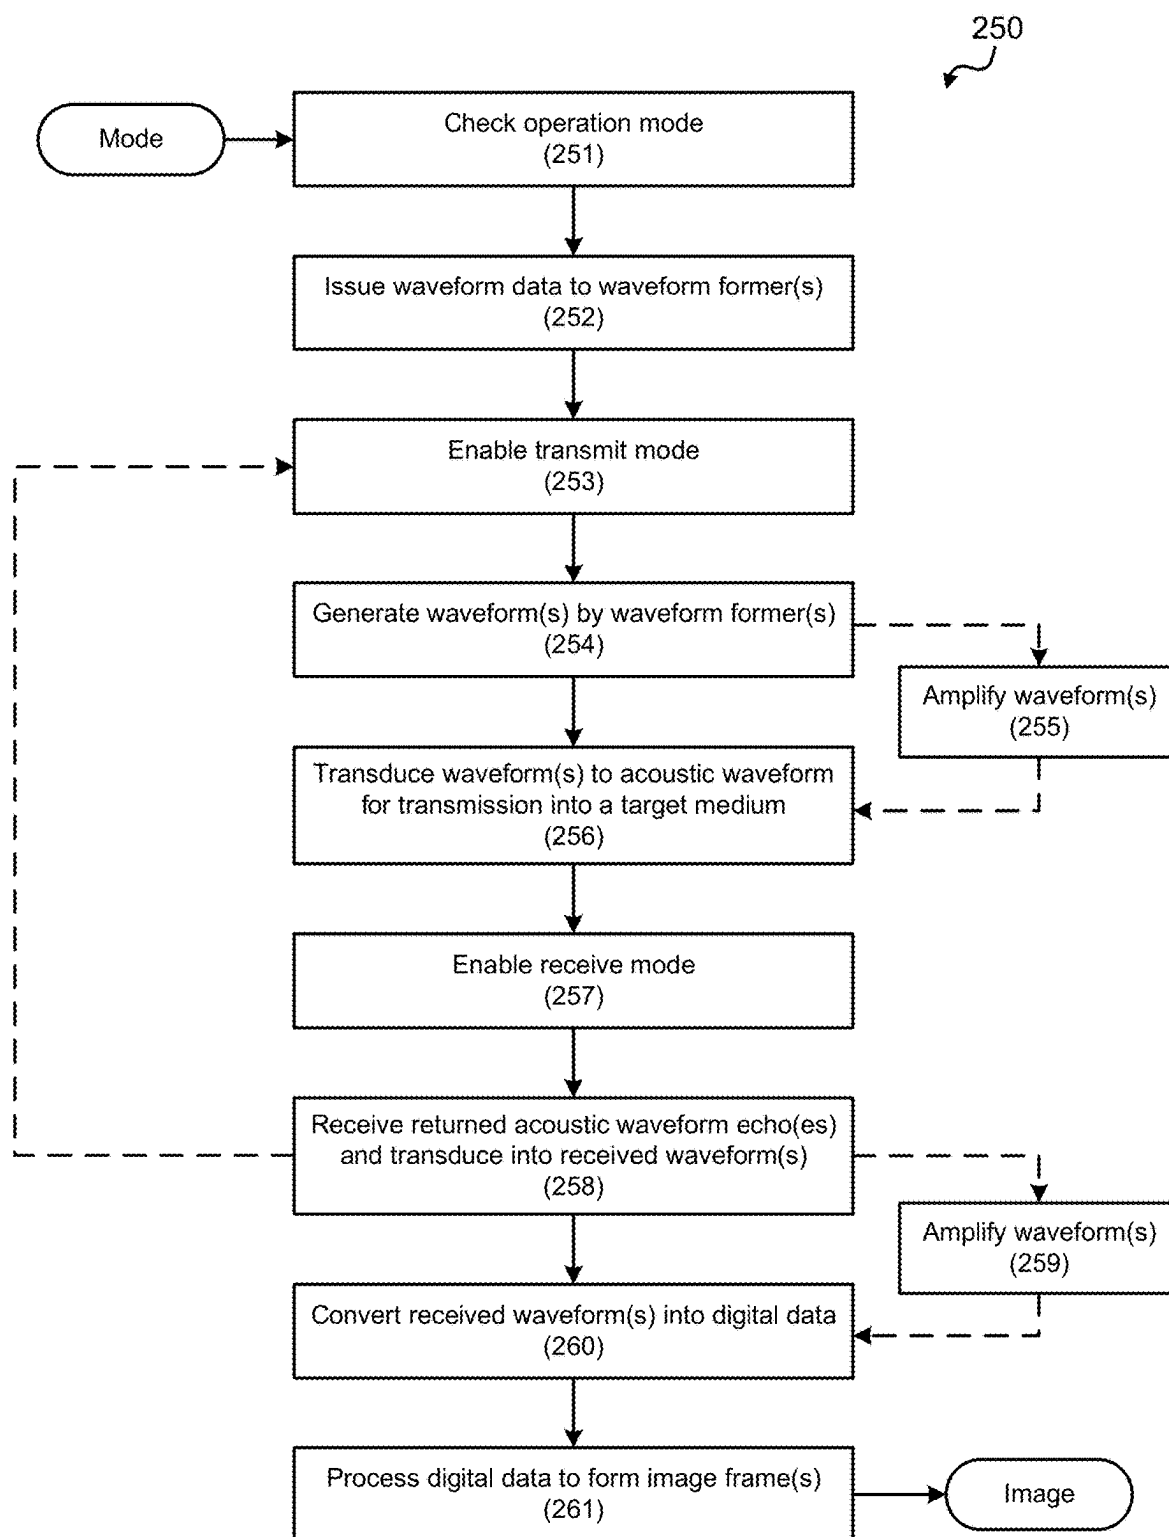 250
Mode
Check operation mode
(251)
Issue waveform data to waveform former(s)
(252)
Enable transmit mode
(253)
Generate waveform(s) by waveform former(s)
(254)
Amplify waveform(s)
(255)
Transduce waveform(s) to acoustic waveform
for transmission into a target medium
(256)
Enable receive mode
(257)
Receive returned acoustic waveform echo(es)
and transduce into received waveform(s)
(258)
Amplify waveform(s)
(259)
Convert received waveform(s) into digital data
(260)
Process digital data to form image frame(s)
(261)
Image